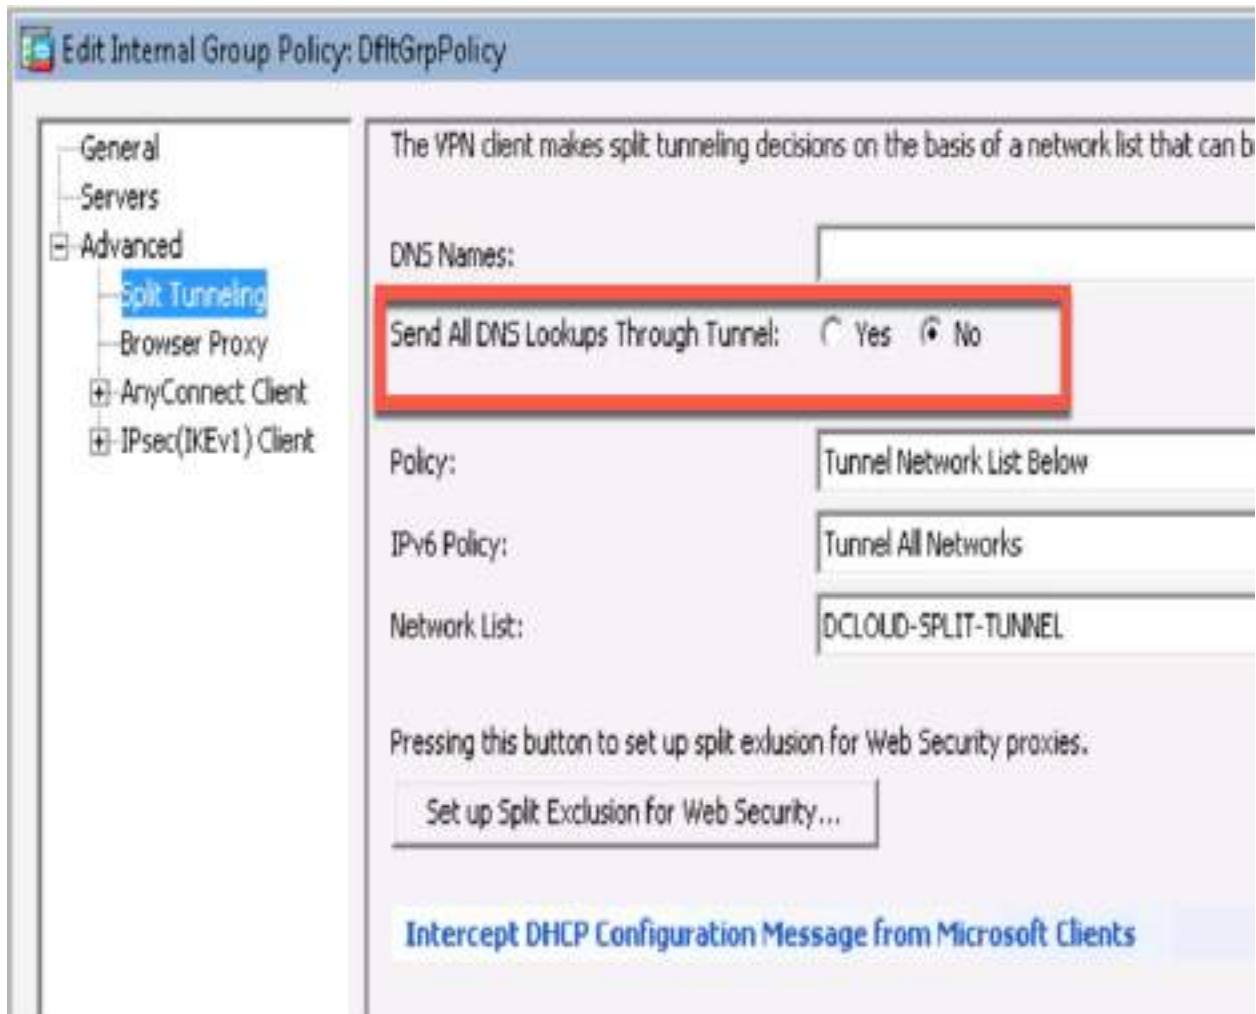 Edit Internal Group Policy: DfltGrpPolicy
General
Servers
Advanced
Split Tunneling
Browser Proxy
AnyConnect Client
IPsec(IKEv1) Client
The VPN client makes split tunneling decisions on the basis of a network list that can b
DNS Names:
Send All DNS Lookups Through Tunnel: Yes No
Policy: Tunnel Network List Below
IPv6 Policy: Tunnel All Networks
Network List: DCLOUD-SPLIT-TUNNEL
Pressing this button to set up split exlusion for Web Security proxies.
Set up Split Exclusion for Web Security...
Intercept DHCP Configuration Message from Microsoft Clients